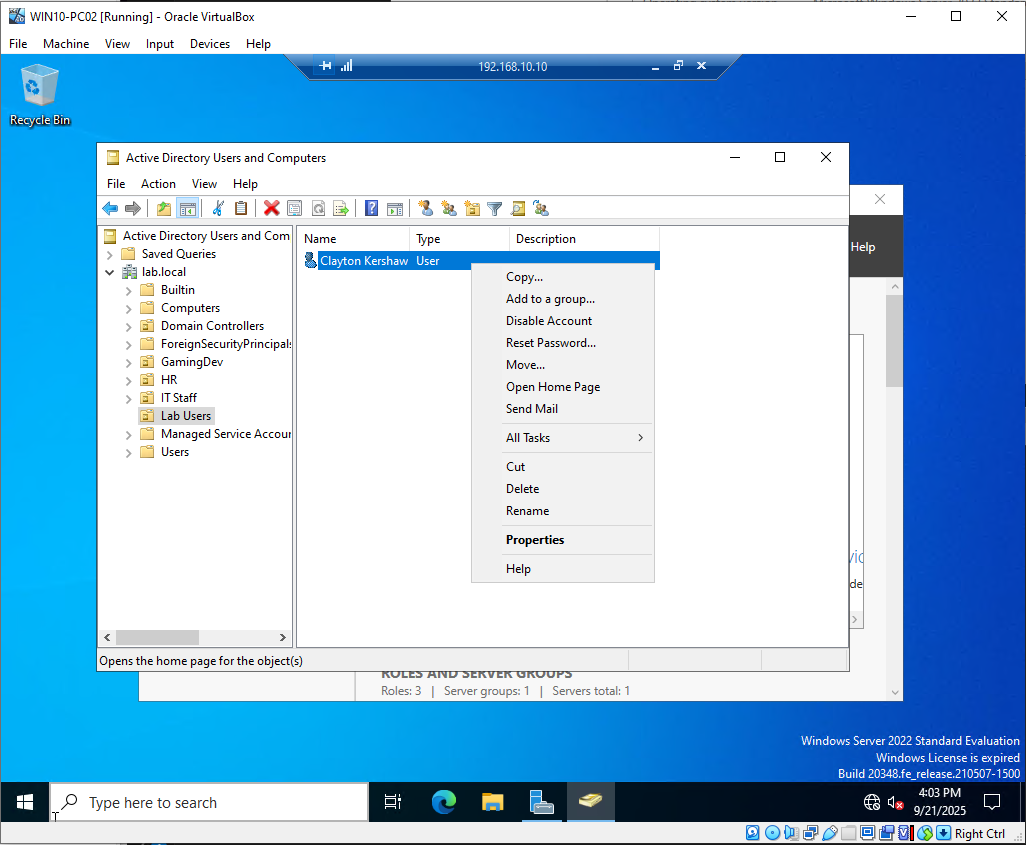 WIN10-PC02 [Running] - Oracle VirtualBox
File Machine View Input Devices Help
192.168.10.10
Recycle Bin
Active Directory Users and Computers
File Action View Help
Help
Active Directory Users and Com
Saved Queries
lab.local
Builtin
Computers
Domain Controllers
ForeignSecurityPrincipals
GamingDev
HR
IT Staff
Lab Users
Managed Service Accour
Users
Name Type Description
Clayton Kershaw User
Copy...
Add to a group...
Disable Account
Reset Password...
Move...
Open Home Page
Send Mail
All Tasks
Cut
Delete
Rename
Properties
Help
Opens the home page for the object(s)
ROLES AND SERVER GROUPS
Roles: 3 | Server groups: 1 | Servers total: 1
Windows Server 2022 Standard Evaluation
Windows License is expired
Build 20348.fe_release.210507-1500
Type here to search
4:03 PM
9/21/2025
Right Ctrl